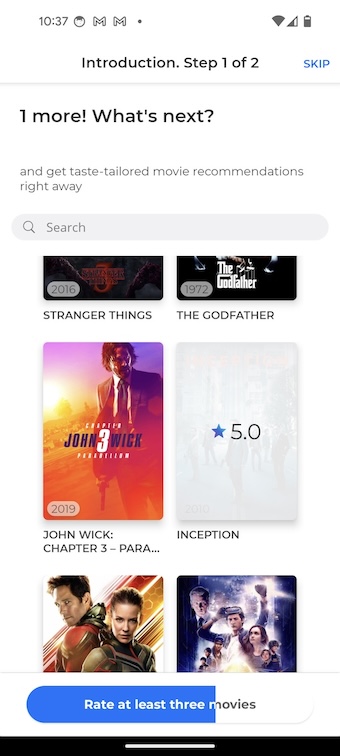 10:37
Introduction. Step 1 of 2
SKIP
1 more! What's next?
and get taste-tailored movie recommendations
right away
Search
2016
The
Godfather
1972
STRANGER THINGS
THE GODFATHER
CHAPTER
JOHN 3 WICK
PARABELLUM
2019
5.0
2010
JOHN WICK:
CHAPTER 3 – PARA...
INCEPTION
Rate at least three movies